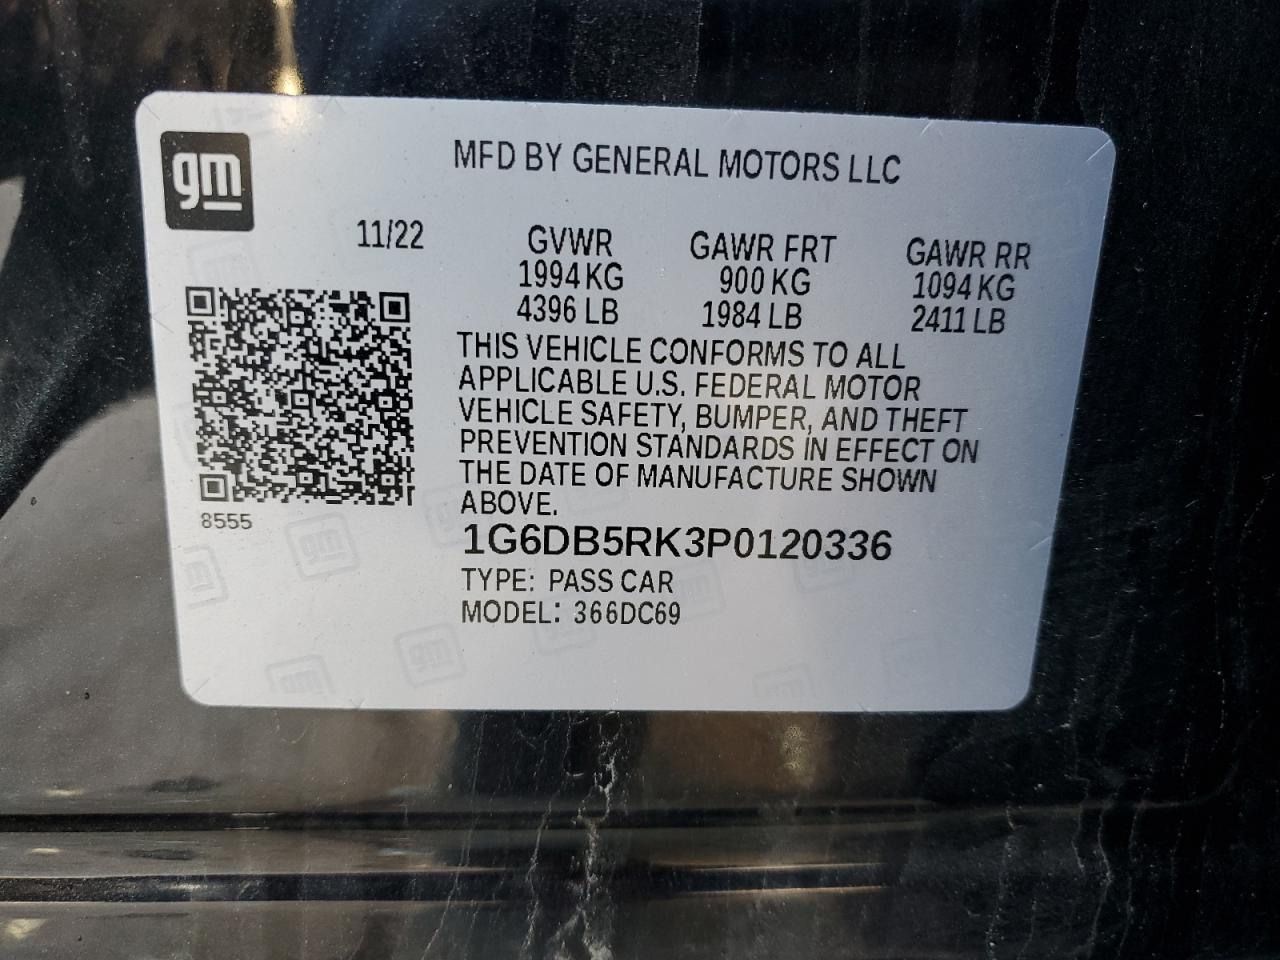 gm
MFD BY GENERAL MOTORS LLC
11/22 GVWR GAWR FRT GAWR RR
1994 KG 900 KG 1094 KG
4396 LB 1984 LB 2411 LB
THIS VEHICLE CONFORMS TO ALL
APPLICABLE U.S. FEDERAL MOTOR
VEHICLE SAFETY, BUMPER, AND THEFT
PREVENTION STANDARDS IN EFFECT ON
THE DATE OF MANUFACTURE SHOWN
ABOVE.
8555
1G6DB5RK3P0120336
TYPE: PASS CAR
MODEL: 366DC69